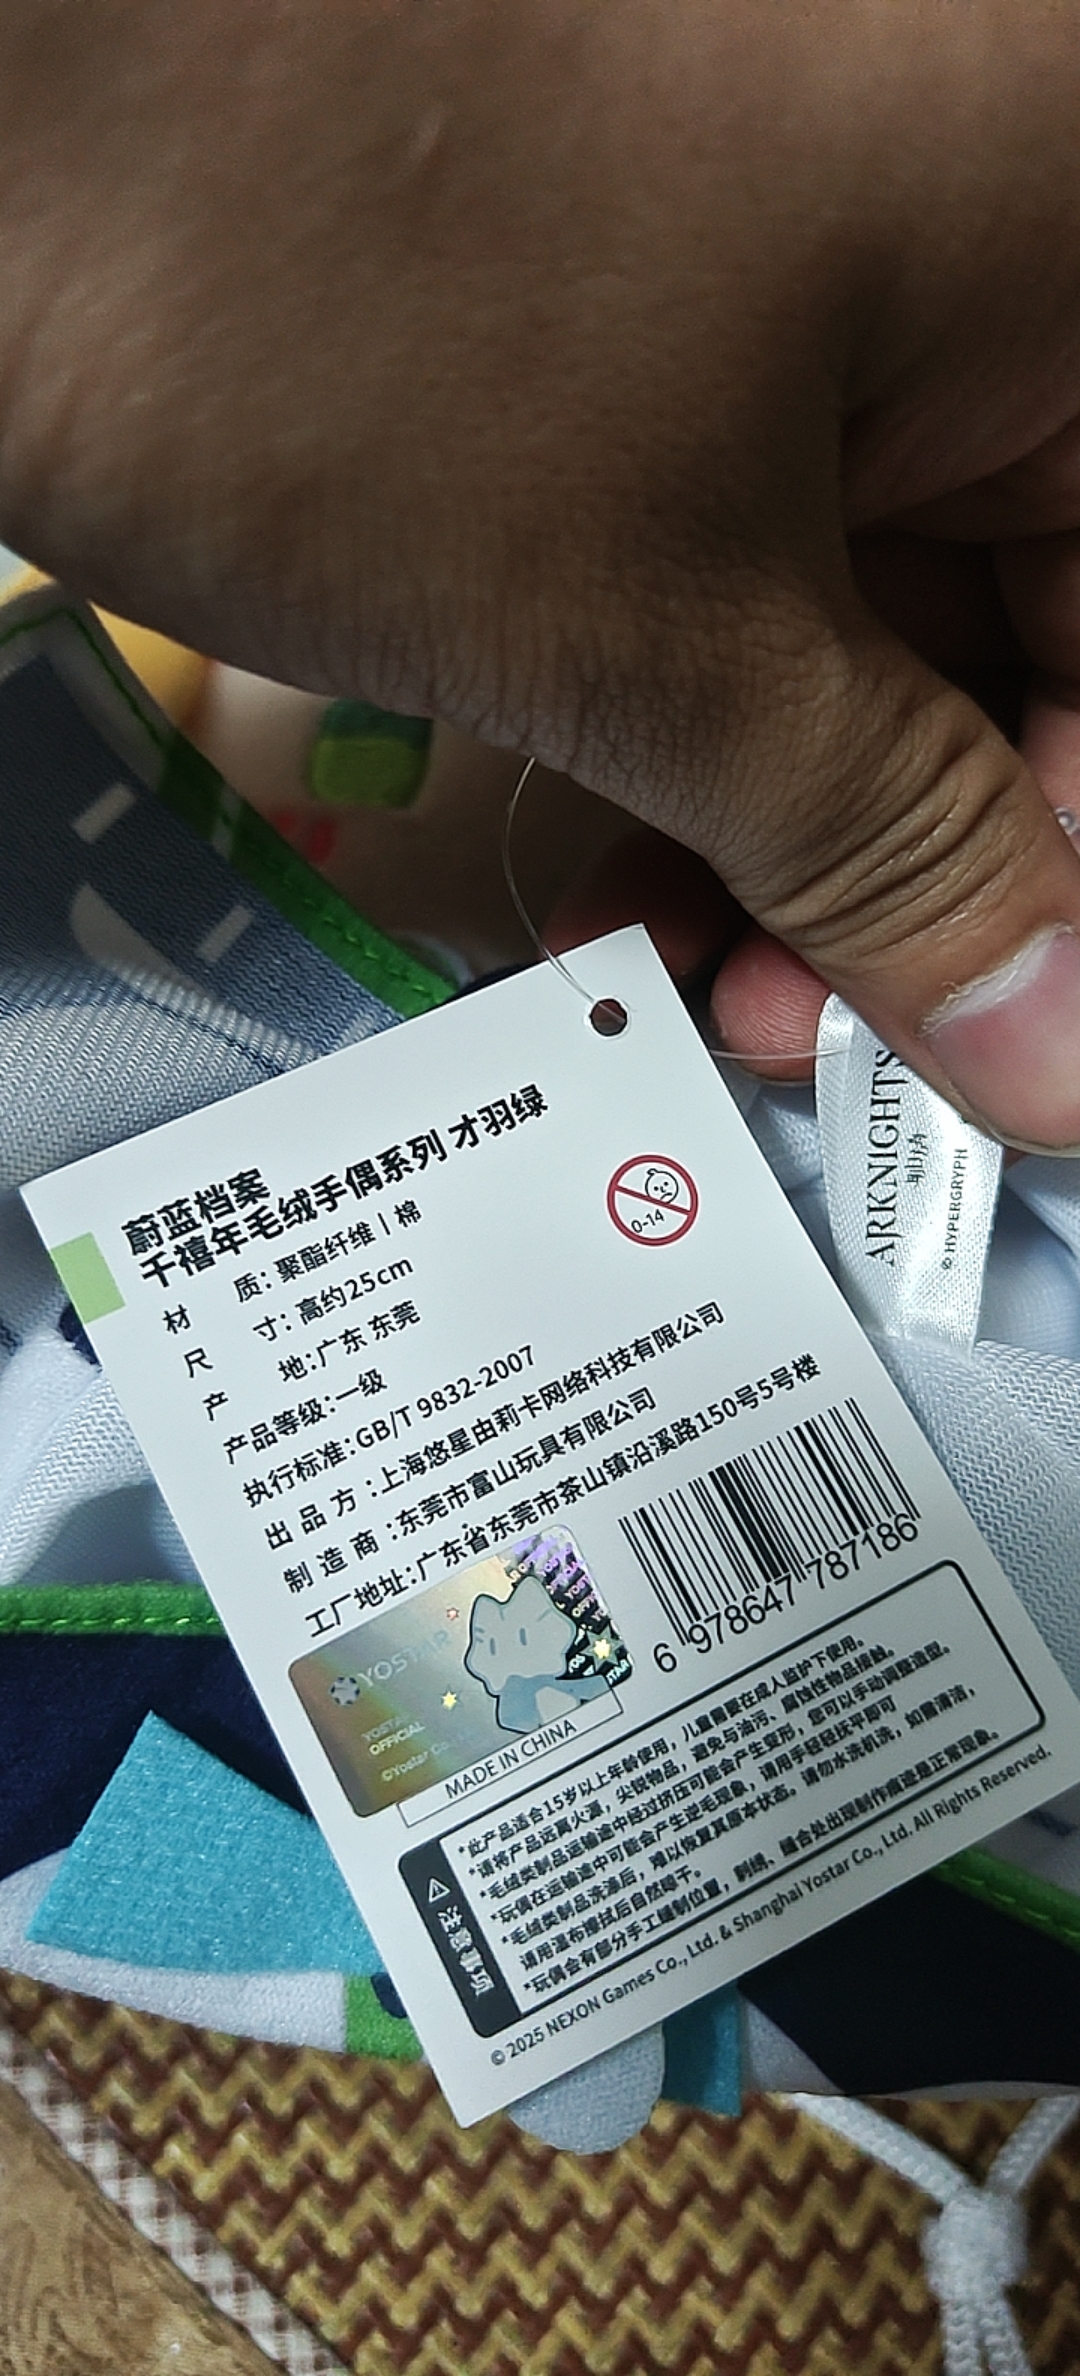 蔚蓝档案
千禧年毛绒手偶系列 才羽绿
材 质：聚酯纤维丨棉
尺 寸：高约25cm
产 地：广东 东莞
产品等级：一级
执行标准：GB/T 9832-2007
出 品 方：上海悠星由莉卡网络科技有限公司
制 造 商：东莞市富山玩具有限公司
工厂地址：广东省东莞市茶山镇沿溪路150号5号楼
0-14
6 978647 787186
YOSTAR
YOSTAR
OFFICIAL
©Yostar Co.
MADE IN CHINA
注意事项
*此产品适合15岁以上年龄使用，儿童需要在成人监护下使用。
*请将产品远离火源，尖锐物品，避免与油污、腐蚀性物品接触。
*毛绒类制品运输途中经过挤压可能会产生变形，您可以手动调整造型。
*玩偶在运输途中可能会产生逆毛现象，请用手轻轻抚平即可
*毛绒类制品洗涤后，难以恢复其原本状态。请勿水洗机洗，如需清洁，
请用湿布擦拭后自然晾干。
*玩偶会有部分手工缝制位置，刺绣、缝合处出现制作痕迹是正常现象。
© 2025 NEXON Games Co., Ltd. & Shanghai Yostar Co., Ltd. All Rights Reserved.
ARKNIGHTS
明日方舟
© HYPERGRYPH